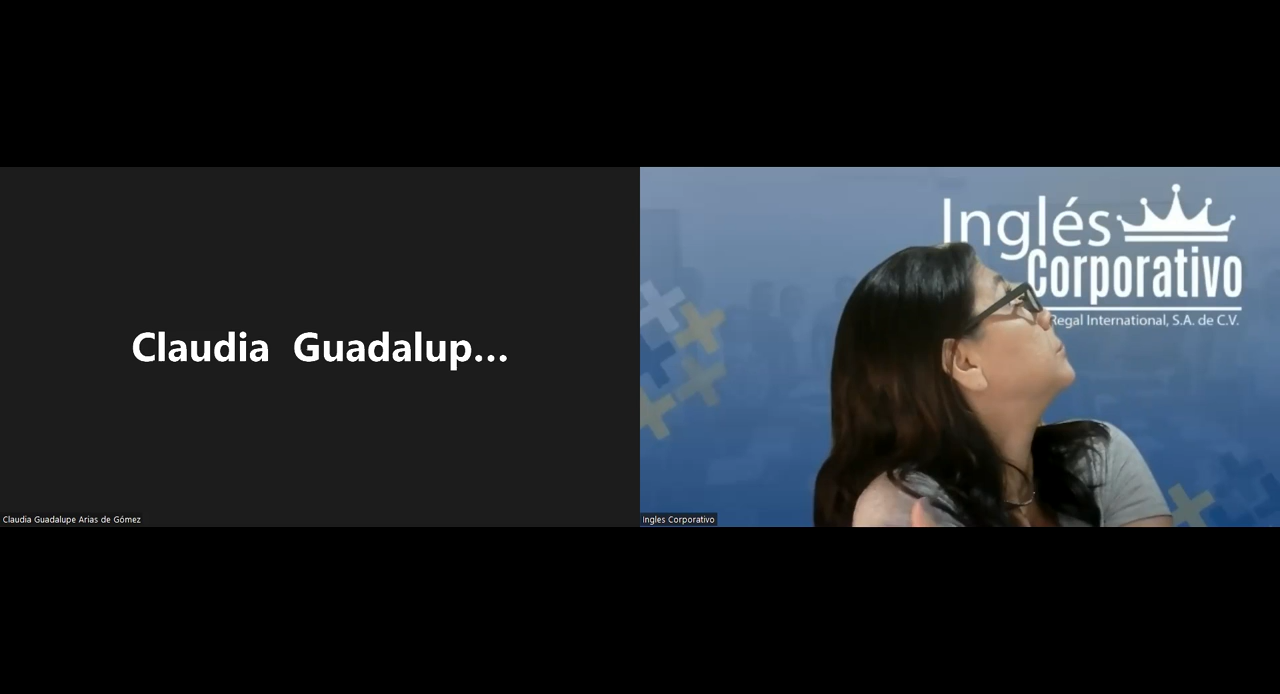 Claudia Guadalup...
Claudia Guadalupe Arias de Gómez
Inglés
Corporativo
Regal International, S.A. de C.V.
Ingles Corporativo